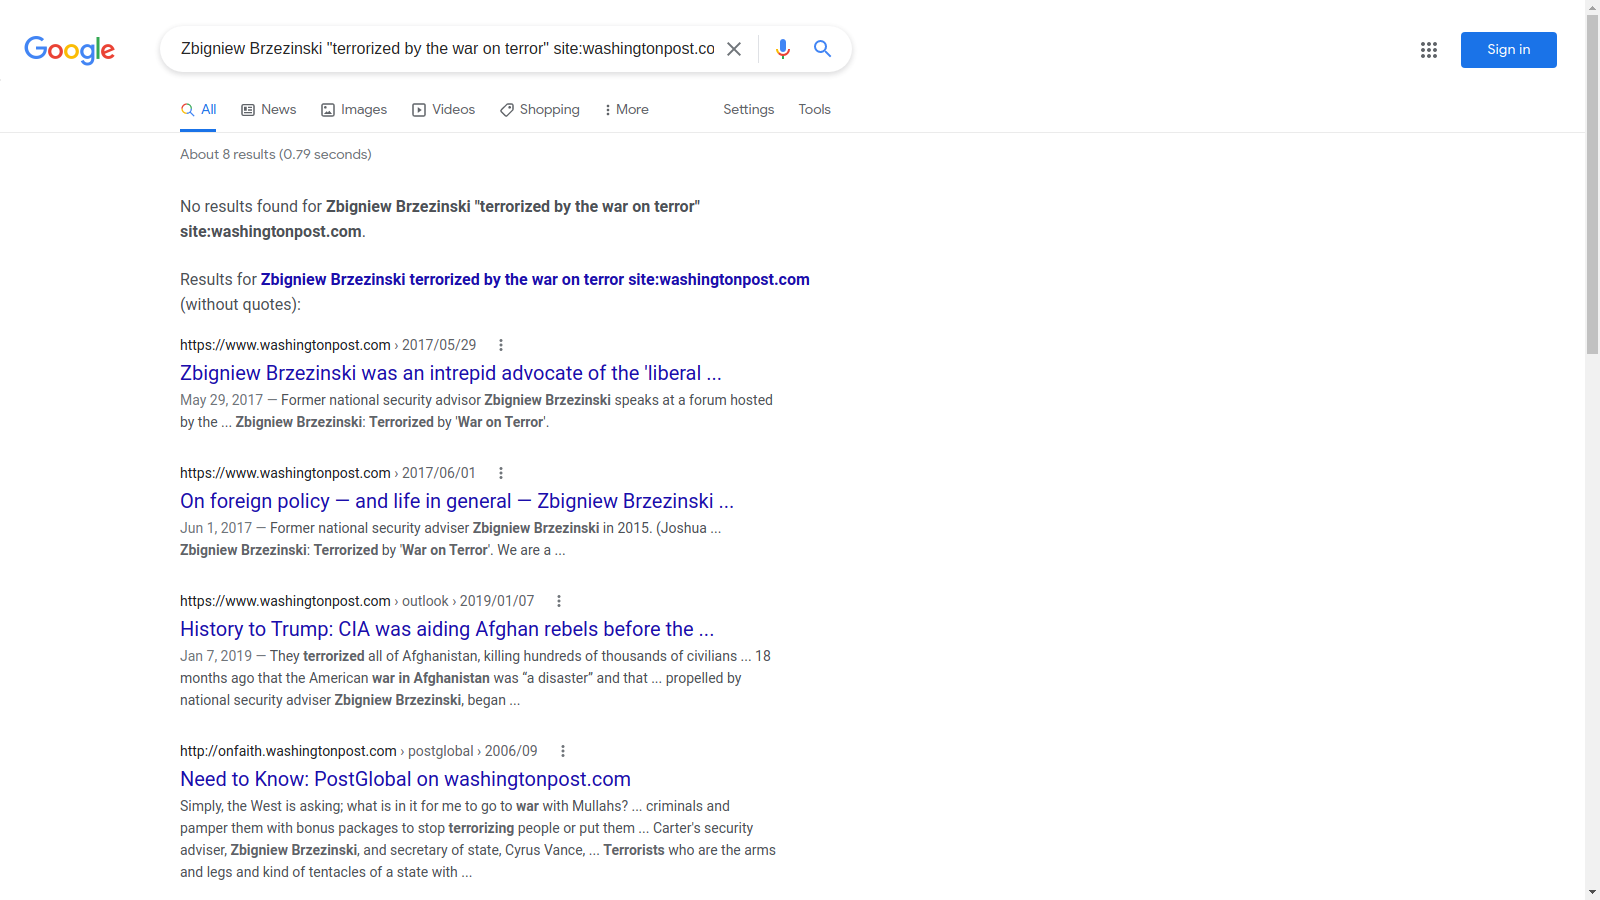 Google
Zbigniew Brzezinski "terrorized by the war on terror" site:washingtonpost.co
Sign in
All News Images Videos Shopping More Settings Tools
About 8 results (0.79 seconds)
No results found for Zbigniew Brzezinski "terrorized by the war on terror"
site:washingtonpost.com.
Results for Zbigniew Brzezinski terrorized by the war on terror site:washingtonpost.com
(without quotes):
https://www.washingtonpost.com › 2017/05/29
Zbigniew Brzezinski was an intrepid advocate of the 'liberal ...
May 29, 2017 — Former national security advisor Zbigniew Brzezinski speaks at a forum hosted
by the ... Zbigniew Brzezinski: Terrorized by 'War on Terror'.
https://www.washingtonpost.com › 2017/06/01
On foreign policy — and life in general — Zbigniew Brzezinski ...
Jun 1, 2017 — Former national security adviser Zbigniew Brzezinski in 2015. (Joshua ...
Zbigniew Brzezinski: Terrorized by 'War on Terror'. We are a ...
https://www.washingtonpost.com › outlook › 2019/01/07
History to Trump: CIA was aiding Afghan rebels before the ...
Jan 7, 2019 — They terrorized all of Afghanistan, killing hundreds of thousands of civilians ... 18
months ago that the American war in Afghanistan was “a disaster” and that ... propelled by
national security adviser Zbigniew Brzezinski, began ...
http://onfaith.washingtonpost.com › postglobal › 2006/09
Need to Know: PostGlobal on washingtonpost.com
Simply, the West is asking; what is in it for me to go to war with Mullahs? ... criminals and
pamper them with bonus packages to stop terrorizing people or put them ... Carter's security
adviser, Zbigniew Brzezinski, and secretary of state, Cyrus Vance, ... Terrorists who are the arms
and legs and kind of tentacles of a state with ...